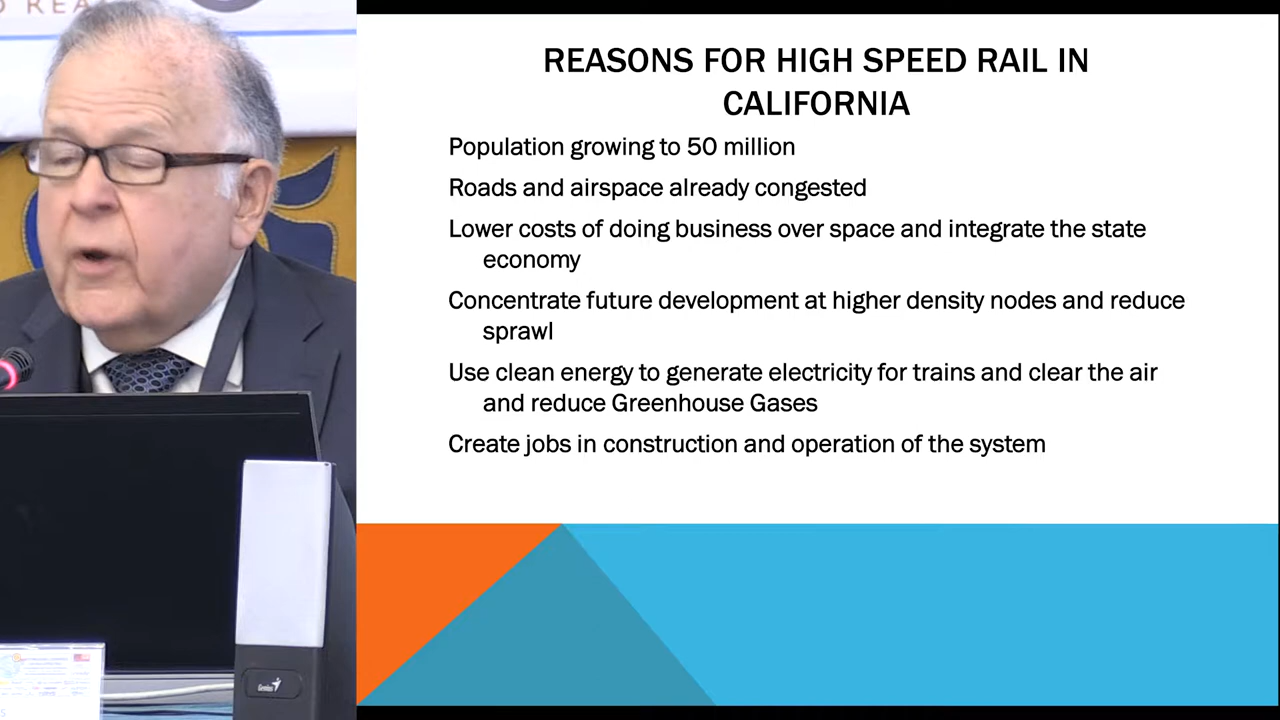 D REA
REASONS FOR HIGH SPEED RAIL IN
CALIFORNIA
Population growing to 50 million
Roads and airspace already congested
Lower costs of doing business over space and integrate the state
economy
Concentrate future development at higher density nodes and reduce
sprawl
Use clean energy to generate electricity for trains and clear the air
and reduce Greenhouse Gases
Create jobs in construction and operation of the system
Genius